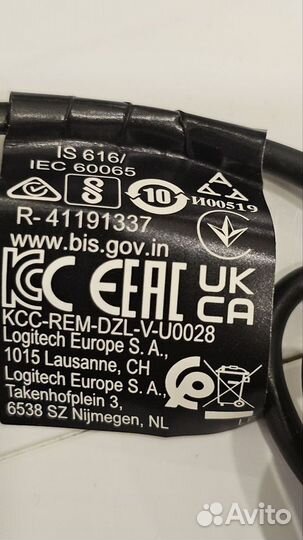 IS 616/
IEC 60065
10
И00519
R- 41191337
www.bis.gov.in
KC EAC UK
CA
KCC-REM-DZL-V-U0028
Logitech Europe S. A.,
1015 Lausanne, CH
Logitech Europe S. A.,
Takenhofplein 3,
6538 SZ Nijmegen, NL
Avito